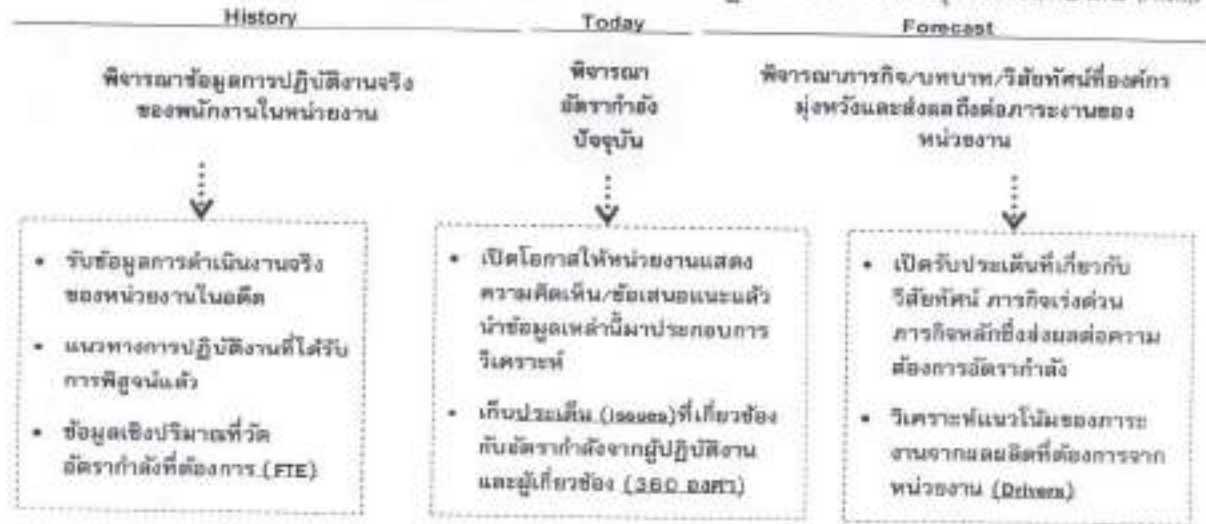 History
Today
Forecast
พิจารณาข้อมูลการปฏิบัติงานจริง
ของพนักงานในหน่วยงาน
พิจารณา
อัตรากำลัง
ปัจจุบัน
พิจารณาภารกิจ/บทบาท/วิสัยทัศน์ที่องค์กร
มุ่งหวังและส่งผลถึงต่อภาระงานของ
หน่วยงาน
• รับข้อมูลการดำเนินงานจริง
ของหน่วยงานในอดีต
• แนวทางการปฏิบัติงานที่ได้รับ
การพิสูจน์แล้ว
• ข้อมูลเชิงปริมาณที่วัด
อัตรากำลังที่ต้องการ (FTE)
• เปิดโอกาสให้หน่วยงานแสดง
ความคิดเห็น/ข้อเสนอแนะแล้ว
นำข้อมูลเหล่านี้มาประกอบการ
วิเคราะห์
• เก็บประเด็น (Issues)ที่เกี่ยวข้อง
กับอัตรากำลังจากผู้ปฏิบัติงาน
และผู้เกี่ยวข้อง (360 องศา)
• เปิดรับประเด็นที่เกี่ยวกับ
วิสัยทัศน์ ภารกิจเร่งด่วน
ภารกิจหลักซึ่งส่งผลต่อความ
ต้องการอัตรากำลัง
• วิเคราะห์แนวโน้มของภาระ
งานจากผลผลิตที่ต้องการจาก
หน่วยงาน (Drivers)